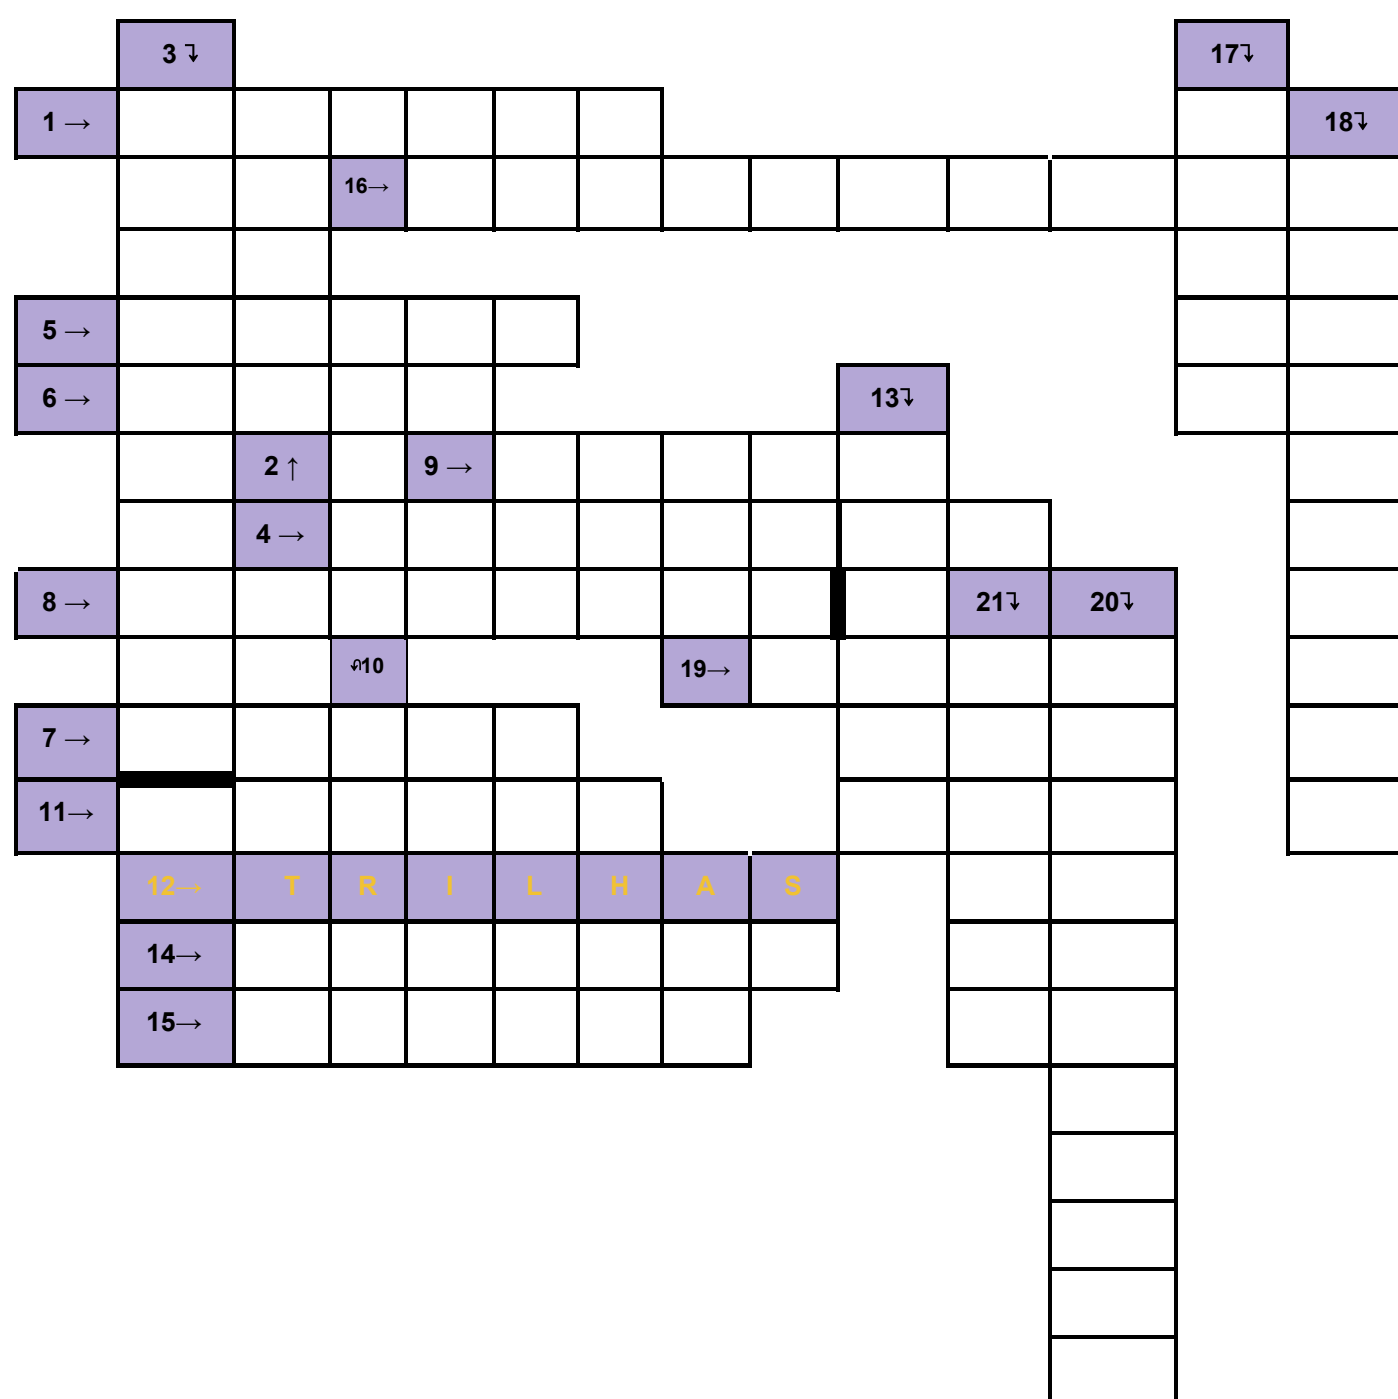 3 ↴ 17↴
1 → 18↴
16→
5 →
6 → 13↴
2 ↑ 9 →
4 →
8 → 21↴ 20↴
↶10 19→
7 →
11→
12→ T R I L H A S
14→
15→